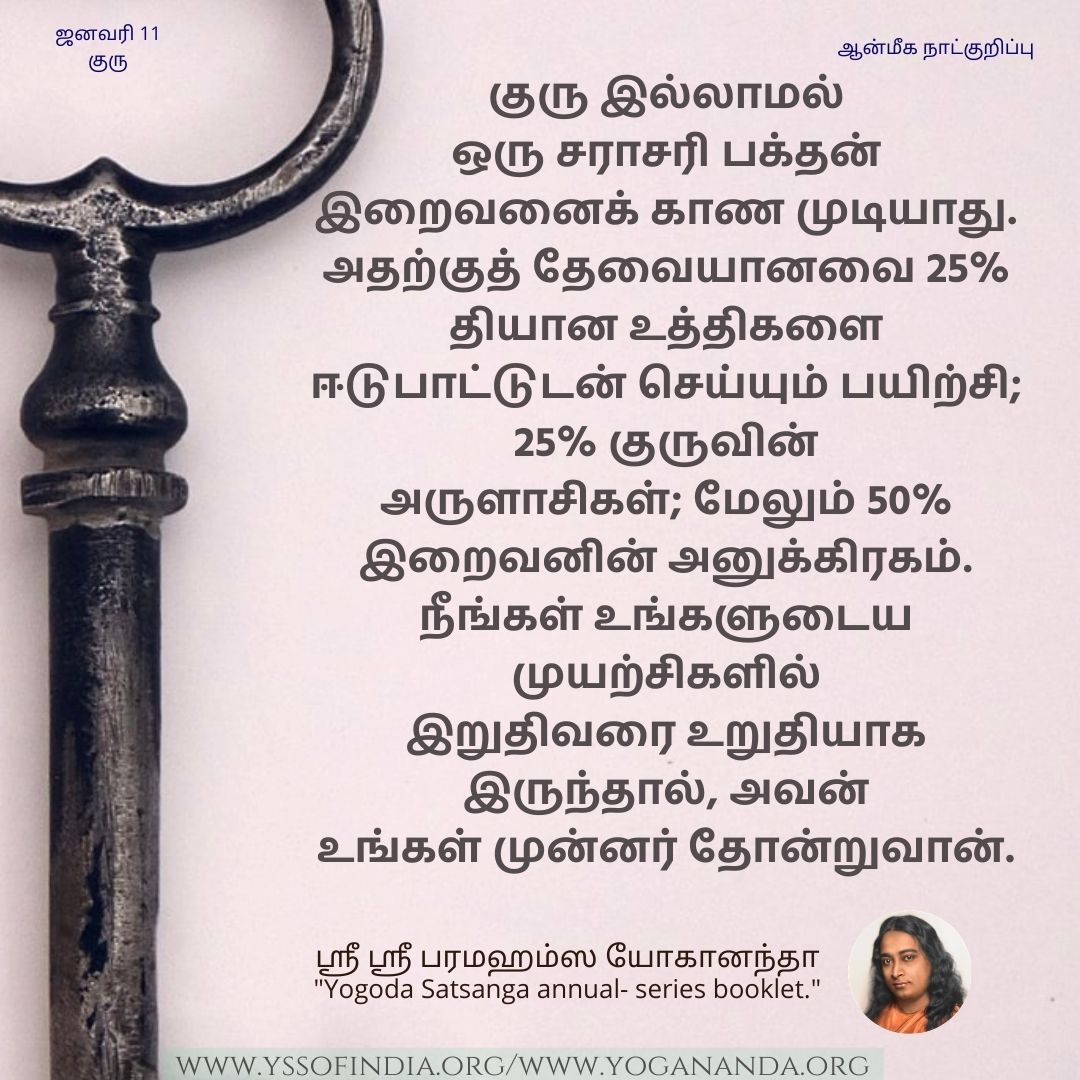 ஜனவரி 11
குரு
ஆன்மீக நாட்குறிப்பு
குரு இல்லாமல்
ஒரு சராசரி பக்தன்
இறைவனைக் காண முடியாது.
அதற்குத் தேவையானவை 25%
தியான உத்திகளை
ஈடுபாட்டுடன் செய்யும் பயிற்சி;
25% குருவின்
அருளாசிகள்; மேலும் 50%
இறைவனின் அனுக்கிரகம்.
நீங்கள் உங்களுடைய
முயற்சிகளில்
இறுதிவரை உறுதியாக
இருந்தால், அவன்
உங்கள் முன்னர் தோன்றுவான்.
ஸ்ரீ ஸ்ரீ பரமஹம்ஸ யோகானந்தா
"Yogoda Satsanga annual- series booklet."
WWW.YSSOFINDIA.ORG/WWW.YOGANANDA.ORG